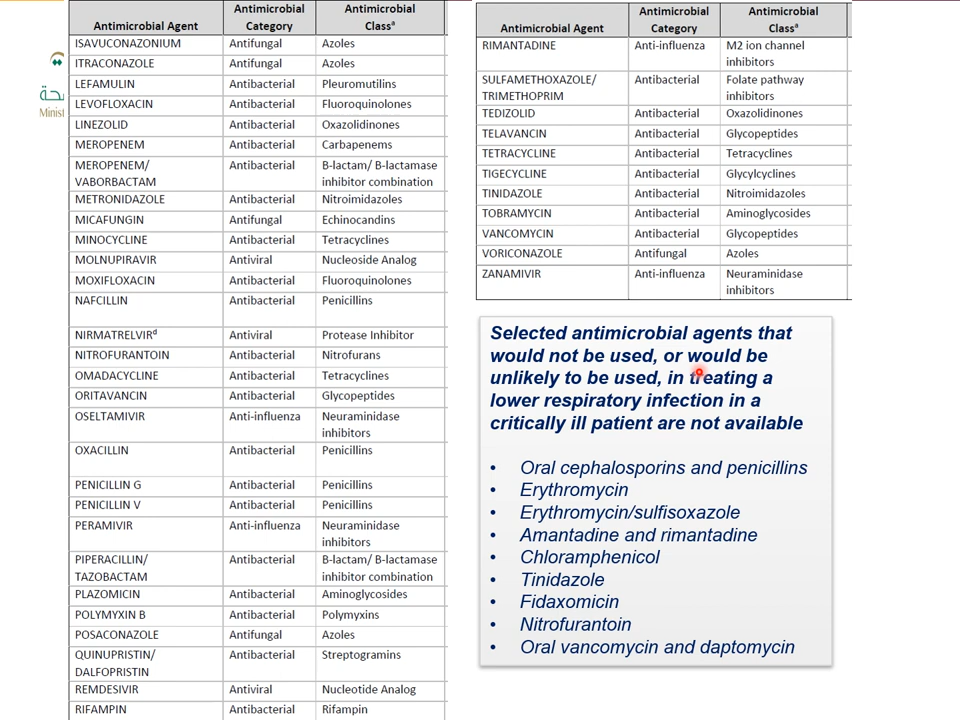 حة
Minist
Antimicrobial Agent Antimicrobial Category Antimicrobial Classᵃ
ISAVUCONAZONIUM Antifungal Azoles
ITRACONAZOLE Antifungal Azoles
LEFAMULIN Antibacterial Pleuromutilins
LEVOFLOXACIN Antibacterial Fluoroquinolones
LINEZOLID Antibacterial Oxazolidinones
MEROPENEM Antibacterial Carbapenems
MEROPENEM/ Antibacterial B-lactam/ B-lactamase
VABORBACTAM inhibitor combination
METRONIDAZOLE Antibacterial Nitroimidazoles
MICAFUNGIN Antifungal Echinocandins
MINOCYCLINE Antibacterial Tetracyclines
MOLNUPIRAVIR Antiviral Nucleoside Analog
MOXIFLOXACIN Antibacterial Fluoroquinolones
NAFCILLIN Antibacterial Penicillins
NIRMATRELVIRᵈ Antiviral Protease Inhibitor
NITROFURANTOIN Antibacterial Nitrofurans
OMADACYCLINE Antibacterial Tetracyclines
ORITAVANCIN Antibacterial Glycopeptides
OSELTAMIVIR Anti-influenza Neuraminidase
inhibitors
OXACILLIN Antibacterial Penicillins
PENICILLIN G Antibacterial Penicillins
PENICILLIN V Antibacterial Penicillins
PERAMIVIR Anti-influenza Neuraminidase
inhibitors
PIPERACILLIN/ Antibacterial B-lactam/ B-lactamase
TAZOBACTAM inhibitor combination
PLAZOMICIN Antibacterial Aminoglycosides
POLYMYXIN B Antibacterial Polymyxins
POSACONAZOLE Antifungal Azoles
QUINUPRISTIN/ Antibacterial Streptogramins
DALFOPRISTIN
REMDESIVIR Antiviral Nucleotide Analog
RIFAMPIN Antibacterial Rifampin
Antimicrobial Agent Antimicrobial Category Antimicrobial Classᵃ
RIMANTADINE Anti-influenza M2 ion channel
inhibitors
SULFAMETHOXAZOLE/ Antibacterial Folate pathway
TRIMETHOPRIM inhibitors
TEDIZOLID Antibacterial Oxazolidinones
TELAVANCIN Antibacterial Glycopeptides
TETRACYCLINE Antibacterial Tetracyclines
TIGECYCLINE Antibacterial Glycylcyclines
TINIDAZOLE Antibacterial Nitroimidazoles
TOBRAMYCIN Antibacterial Aminoglycosides
VANCOMYCIN Antibacterial Glycopeptides
VORICONAZOLE Antifungal Azoles
ZANAMIVIR Anti-influenza Neuraminidase
inhibitors
Selected antimicrobial agents that
would not be used, or would be
unlikely to be used, in treating a
lower respiratory infection in a
critically ill patient are not available
• Oral cephalosporins and penicillins
• Erythromycin
• Erythromycin/sulfisoxazole
• Amantadine and rimantadine
• Chloramphenicol
• Tinidazole
• Fidaxomicin
• Nitrofurantoin
• Oral vancomycin and daptomycin